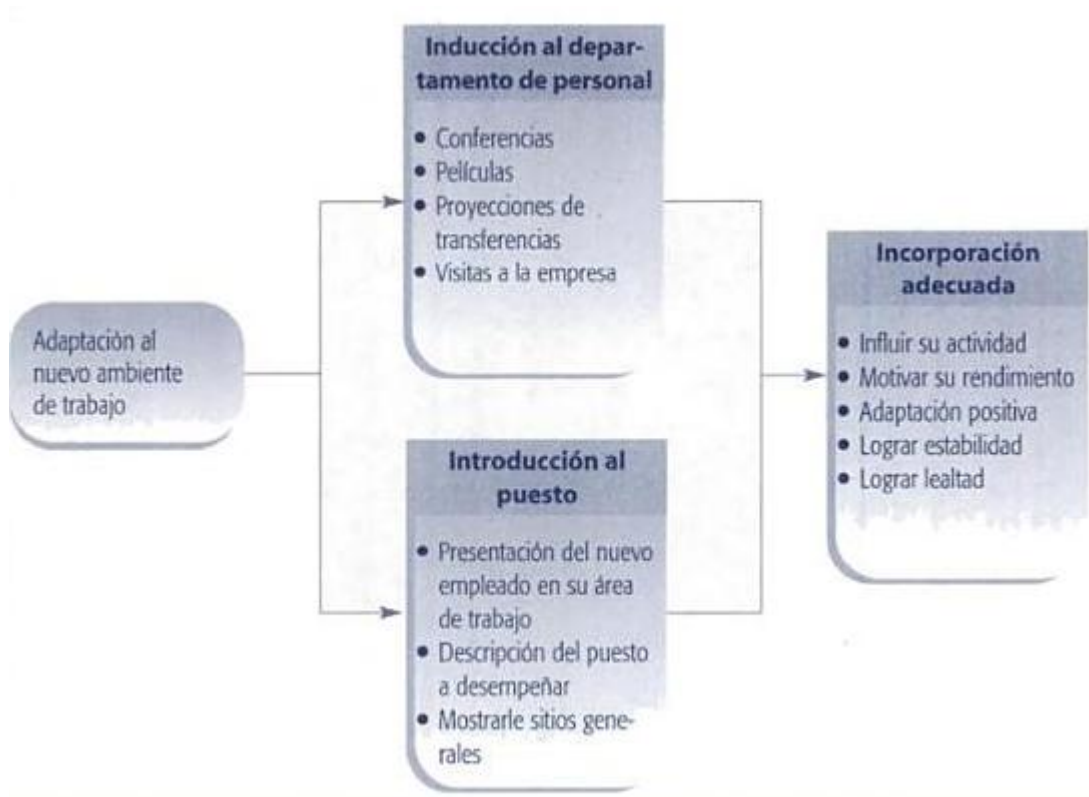 Adaptación al
nuevo ambiente
de trabajo
Inducción al depar-
tamento de personal
• Conferencias
• Películas
• Proyecciones de
transferencias
• Visitas a la empresa
Introducción al
puesto
• Presentación del nuevo
empleado en su área
de trabajo
• Descripción del puesto
a desempeñar
• Mostrarle sitios gene-
rales
Incorporación
adecuada
• Influir su actividad
• Motivar su rendimiento
• Adaptación positiva
• Lograr estabilidad
• Lograr lealtad